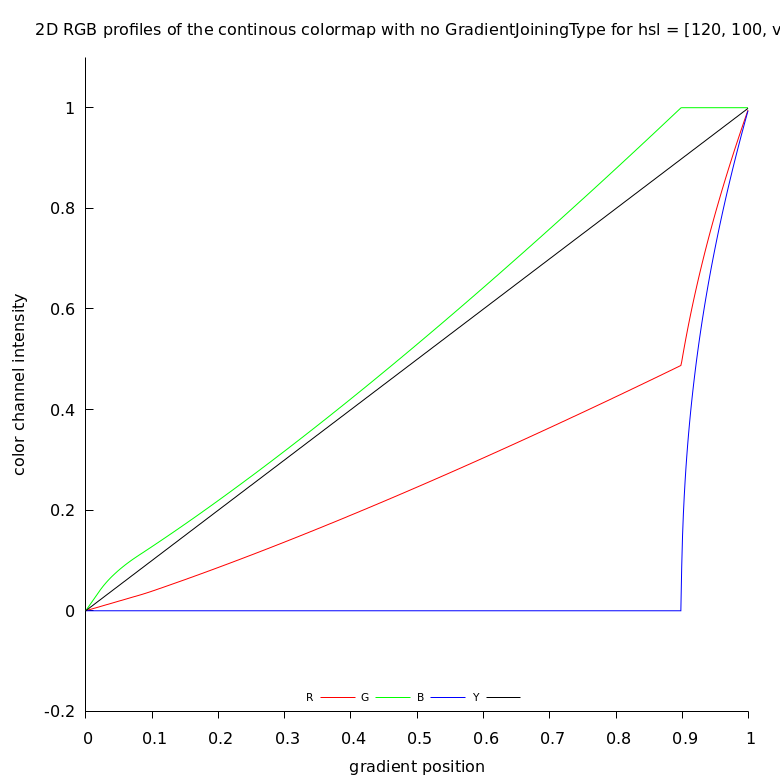 2D RGB profiles of the continous colormap with no GradientJoiningType for hsl = [120, 100, v
1
0.8
0.6
0.4
0.2
0
-0.2
color channel intensity
R G B Y
0 0.1 0.2 0.3 0.4 0.5 0.6 0.7 0.8 0.9 1
gradient position